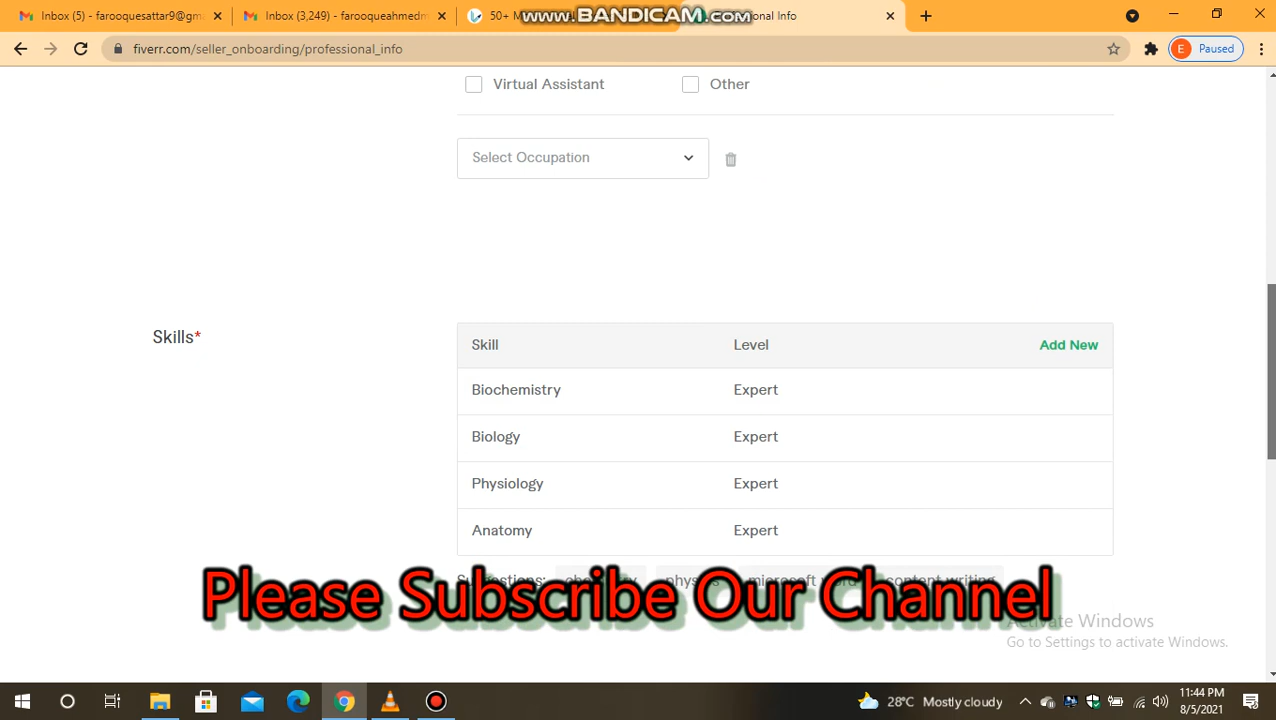 Inbox (5) - farooquesattar9@gm
Inbox (3,249) - farooqueahmedm
50+ M
www.BANDICAM.com
onal Info
fiverr.com/seller_onboarding/professional_info
E Paused
Virtual Assistant
Other
Select Occupation
Skills*
Skill Level Add New
Biochemistry Expert
Biology Expert
Physiology Expert
Anatomy Expert
Suggestions: chemistry physics microsoft word content writing
Please Subscribe Our Channel
Activate Windows
Go to Settings to activate Windows.
28°C Mostly cloudy
11:44 PM
8/5/2021